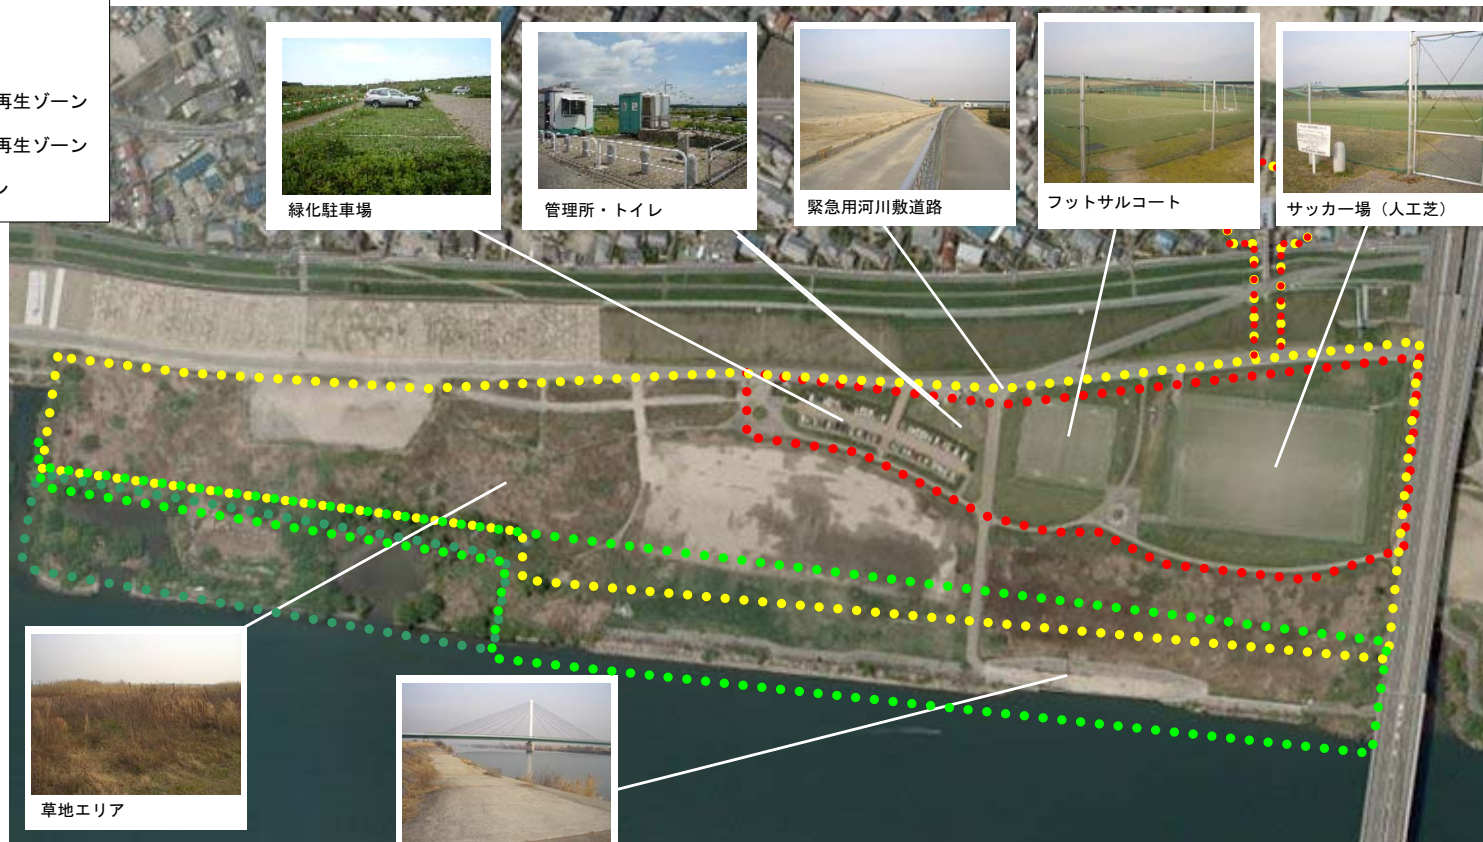 再生ゾーン
再生ゾーン
ン
緑化駐車場
管理所・トイレ
緊急用河川敷道路
フットサルコート
サッカー場（人工芝）
草地エリア